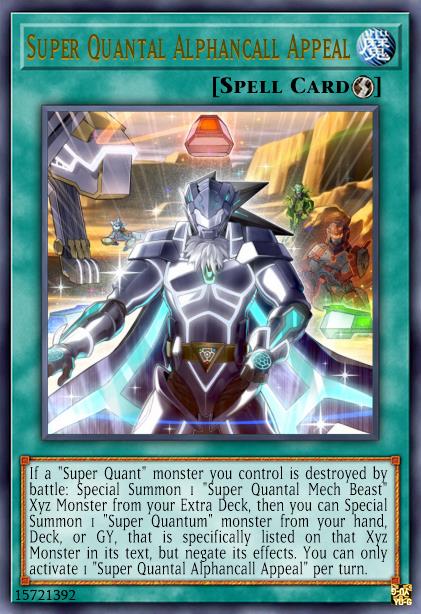 Super Quantal Alphancall Appeal
[Spell Card]
If a "Super Quant" monster you control is destroyed by
battle: Special Summon 1 "Super Quantal Mech Beast"
Xyz Monster from your Extra Deck, then you can Special
Summon 1 "Super Quantum" monster from your hand,
Deck, or GY, that is specifically listed on that Xyz
Monster in its text, but negate its effects. You can only
activate 1 "Super Quantal Alphancall Appeal" per turn.
15721392